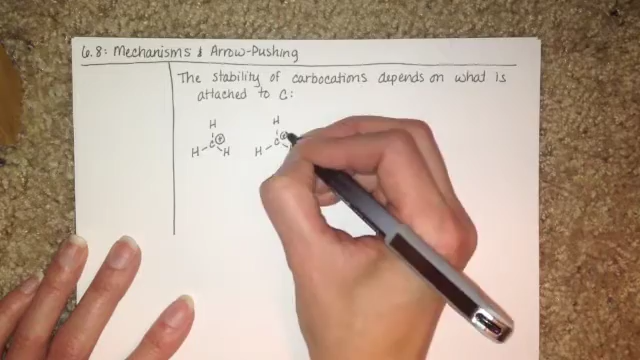 6.8: Mechanisms & Arrow-Pushing
The stability of carbocations depends on what is
attached to C:
H H
C ⊕ C ⊕
H H H